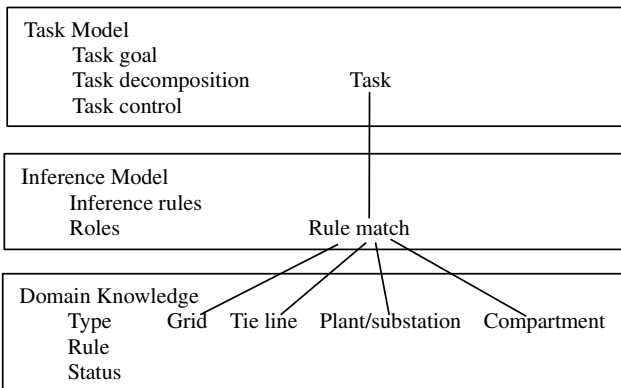 Task Model
Task goal
Task decomposition Task
Task control
Inference Model
Inference rules
Roles Rule match
Domain Knowledge
Type Grid Tie line Plant/substation Compartment
Rule
Status